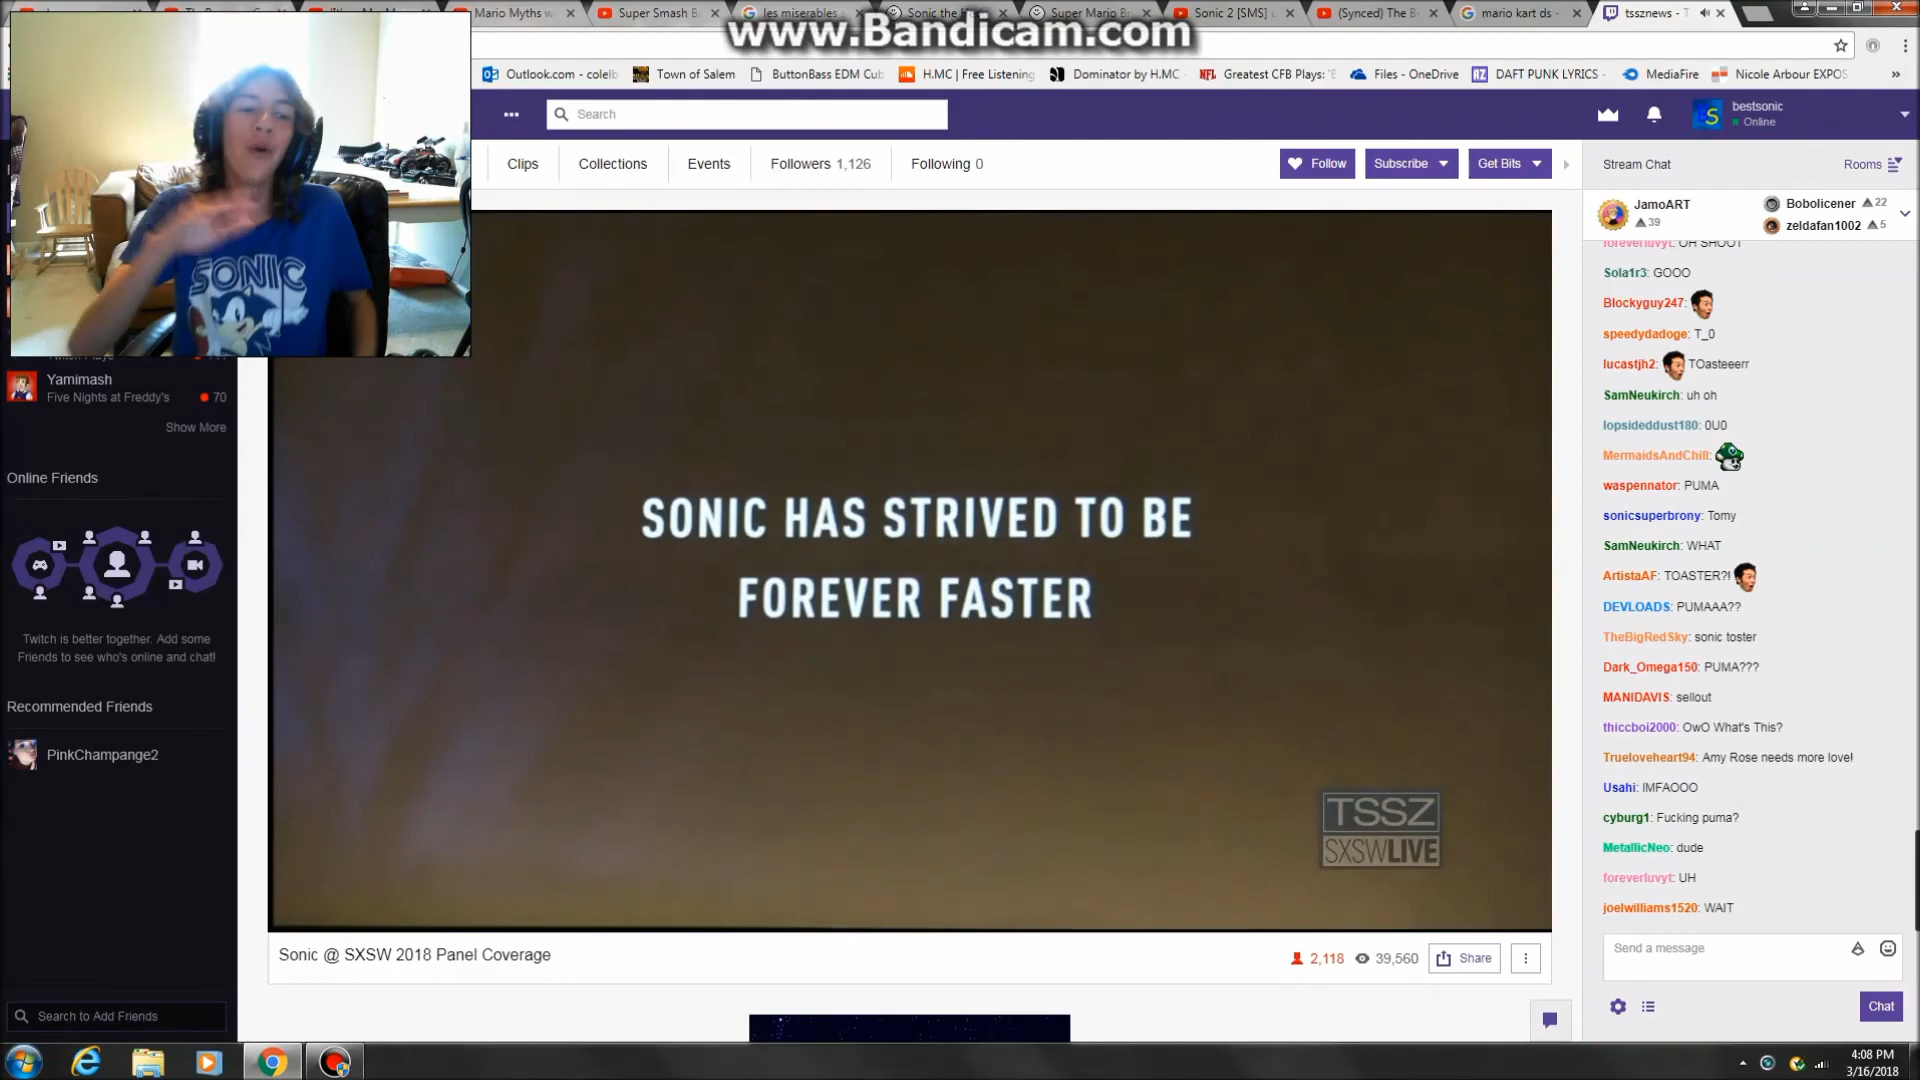 Mario Myths w
Super Smash B
les miserables
Sonic the H
Super Mario Br
Sonic 2 [SMS]
(Synced) The B
mario kart ds -
tssznews - T
www.Bandicam.com
Outlook.com - colelb
Town of Salem
ButtonBass EDM Cub
H.MC | Free Listening
Dominator by H.MC
Greatest CFB Plays: 'E
Files - OneDrive
DAFT PUNK LYRICS -
MediaFire
Nicole Arbour EXPOS
Search
bestsonic
Online
Clips
Collections
Events
Followers 1,126
Following 0
Follow
Subscribe
Get Bits
Stream Chat
Rooms
JamoART
39
Bobolicener 22
zeldafan1002 5
SONIC
foreverluvyt: OH SHOOT
Sola1r3: GOOO
Blockyguy247:
speedydadoge: T_0
lucastjh2: TOasteeerr
SamNeukirch: uh oh
lopsideddust180: 0U0
MermaidsAndChill:
waspennator: PUMA
sonicsuperbrony: Tomy
SamNeukirch: WHAT
ArtistaAF: TOASTER?!
DEVLOADS: PUMAAA??
TheBigRedSky: sonic toster
Dark_Omega150: PUMA???
MANIDAVIS: sellout
thiccboi2000: OwO What's This?
Trueloveheart94: Amy Rose needs more love!
Usahi: IMFAOOO
cyburg1: Fucking puma?
MetallicNeo: dude
foreverluvyt: UH
joelwilliams1520: WAIT
Send a message
Chat
Twitch Plays
Yamimash
Five Nights at Freddy's 70
Show More
Online Friends
Twitch is better together. Add some
Friends to see who's online and chat!
Recommended Friends
PinkChampange2
Search to Add Friends
SONIC HAS STRIVED TO BE
FOREVER FASTER
TSSZ
SXSWLIVE
Sonic @ SXSW 2018 Panel Coverage
2,118
39,560
Share
4:08 PM
3/16/2018